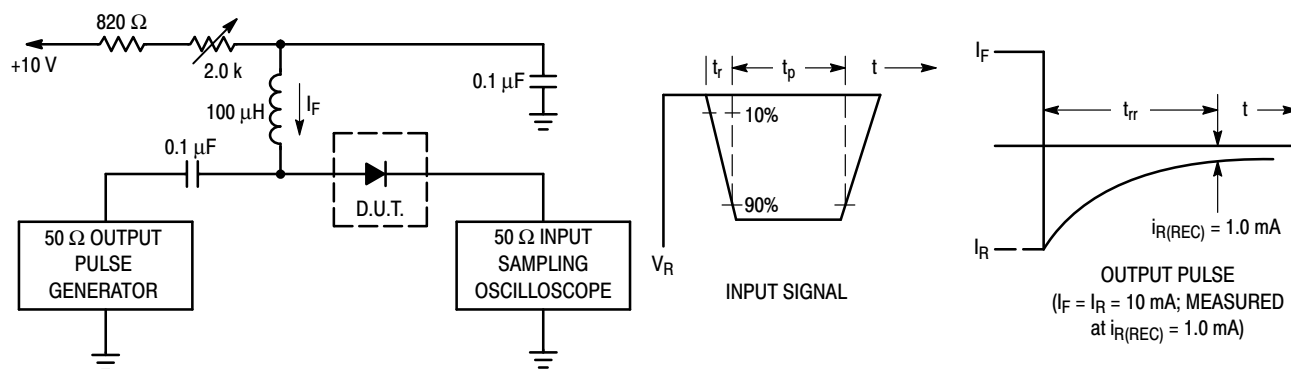 820 Ω
+10 V
2.0 k
0.1 μF
100 μH
I_F
0.1 μF
D.U.T.
50 Ω OUTPUT
PULSE
GENERATOR
50 Ω INPUT
SAMPLING
OSCILLOSCOPE
t_r
t_p
t
10%
90%
V_R
INPUT SIGNAL
I_F
t_rr
t
i_R(REC) = 1.0 mA
I_R
OUTPUT PULSE
(I_F = I_R = 10 mA; MEASURED
at i_R(REC) = 1.0 mA)